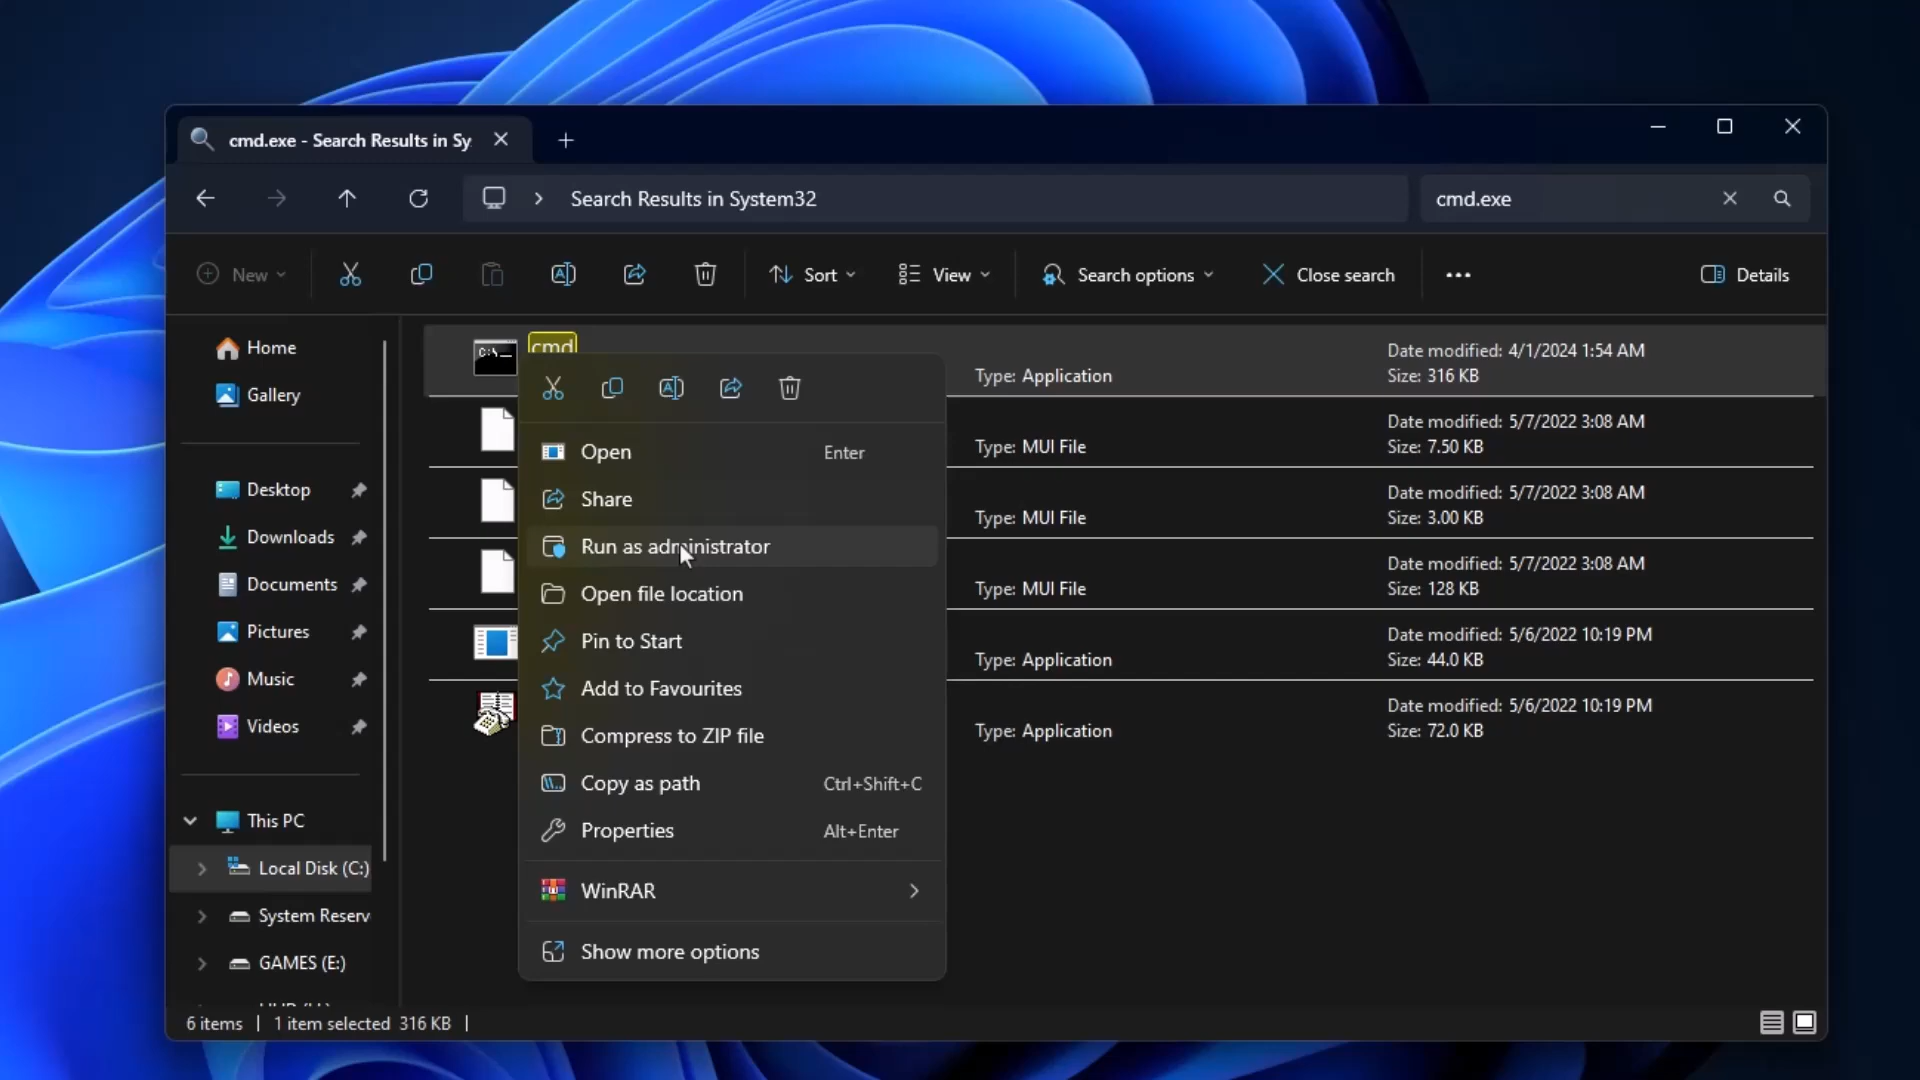 cmd.exe - Search Results in Sy
Search Results in System32
cmd.exe
New
Sort
View
Search options
Close search
Details
Home
Gallery
Desktop
Downloads
Documents
Pictures
Music
Videos
This PC
Local Disk (C:)
System Reserv
GAMES (E:)
cmd
Date modified: 4/1/2024 1:54 AM
Type: Application
Size: 316 KB
Date modified: 5/7/2022 3:08 AM
Type: MUI File
Size: 7.50 KB
Date modified: 5/7/2022 3:08 AM
Type: MUI File
Size: 3.00 KB
Date modified: 5/7/2022 3:08 AM
Type: MUI File
Size: 128 KB
Date modified: 5/6/2022 10:19 PM
Type: Application
Size: 44.0 KB
Date modified: 5/6/2022 10:19 PM
Type: Application
Size: 72.0 KB
Open Enter
Share
Run as administrator
Open file location
Pin to Start
Add to Favourites
Compress to ZIP file
Copy as path Ctrl+Shift+C
Properties Alt+Enter
WinRAR
Show more options
6 items | 1 item selected 316 KB |